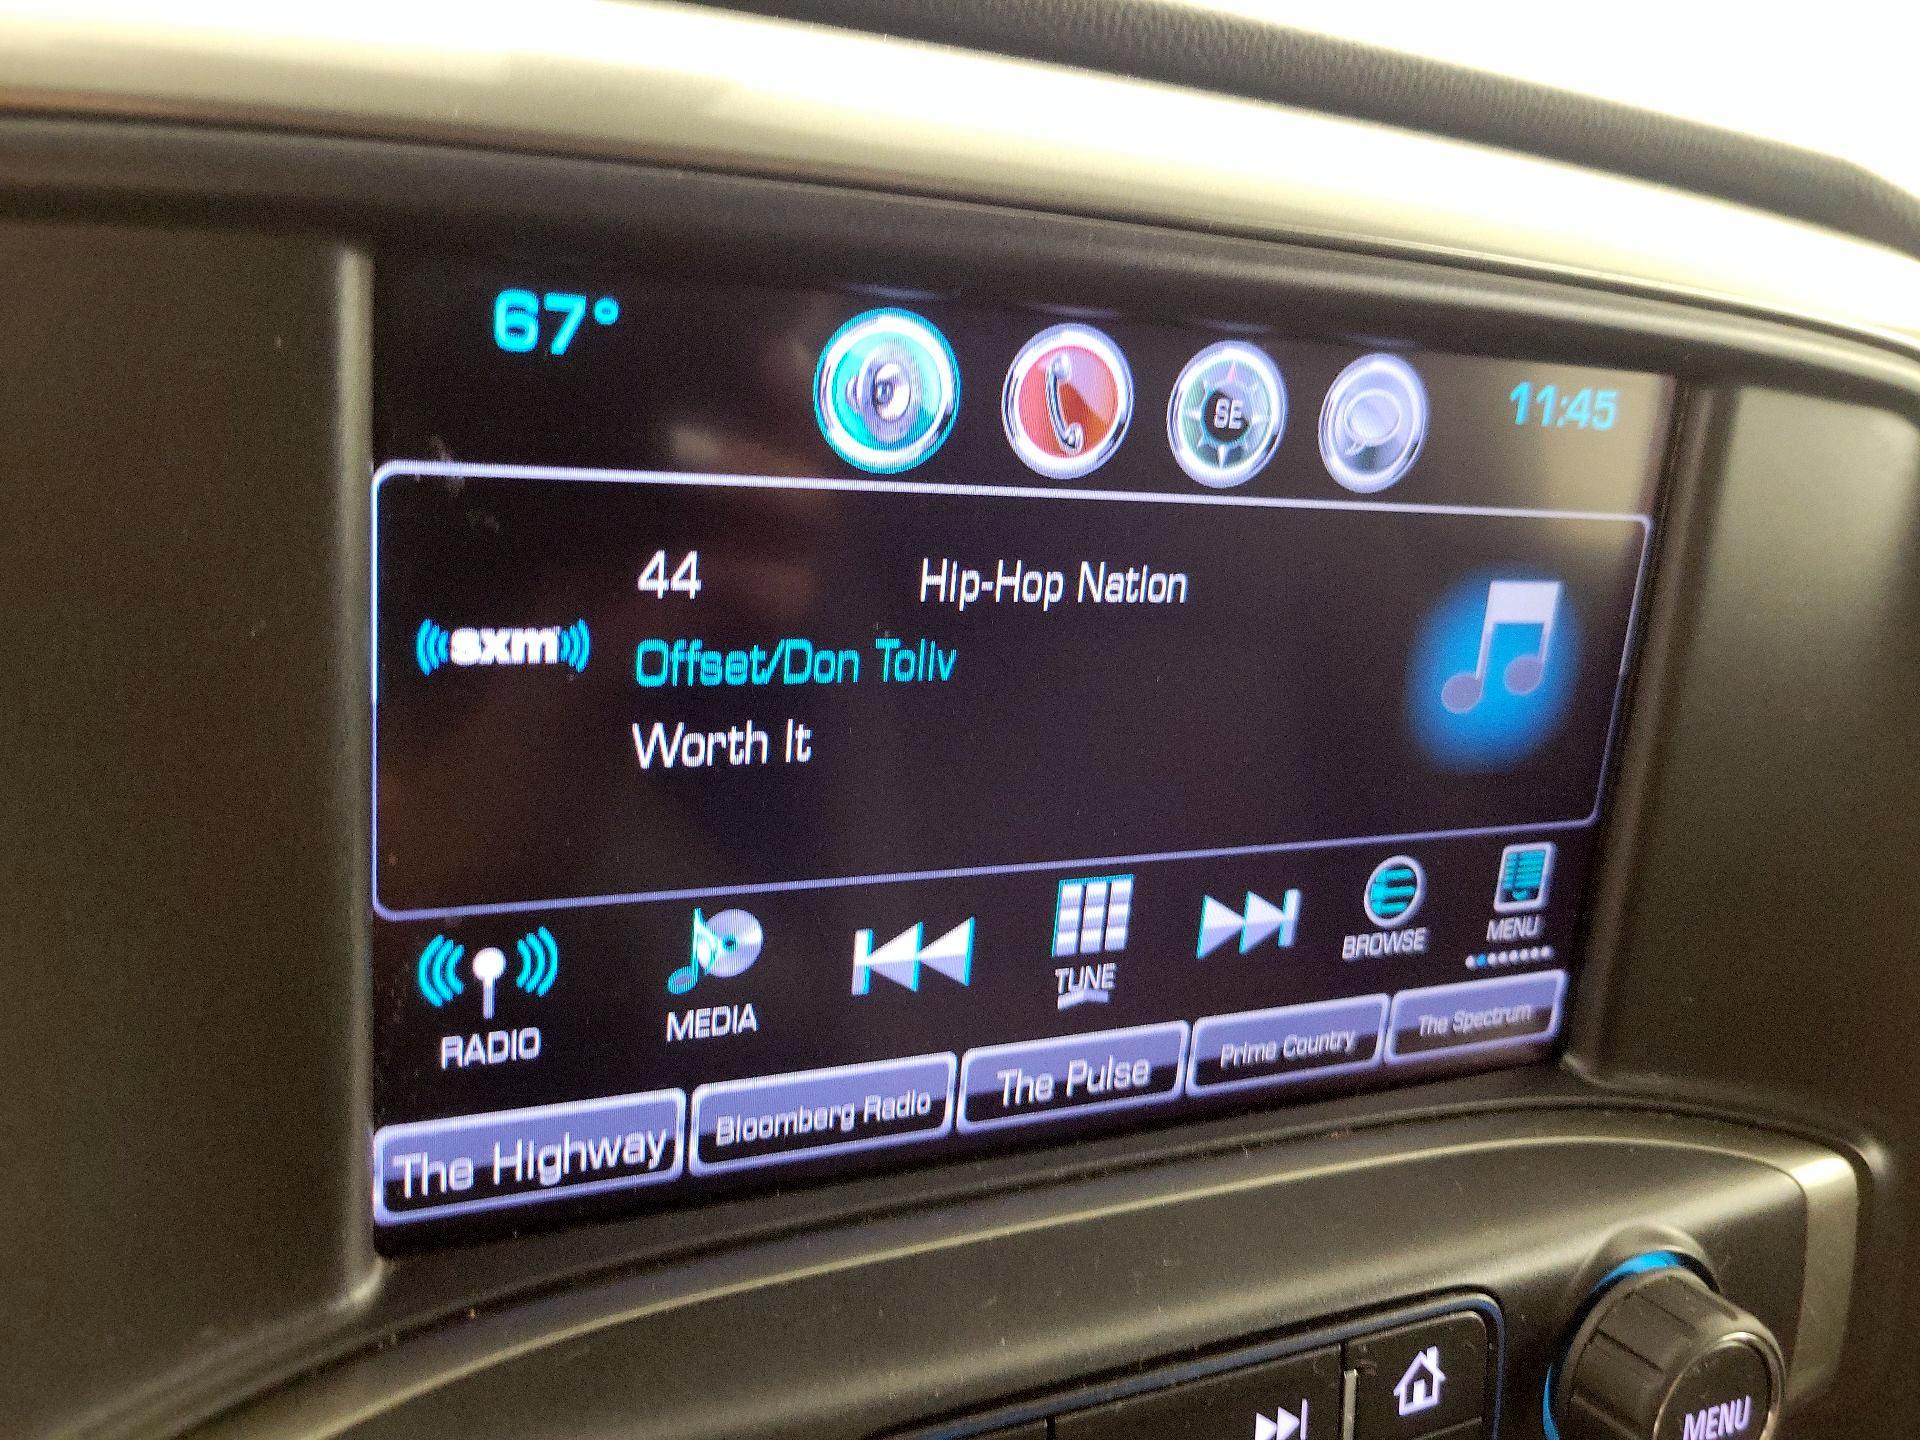 67°
SE
11:45
44 Hip-Hop Nation
sxm
Offset/Don Toliv
Worth It
RADIO
MEDIA
TUNE
BROWSE
MENU
The Highway
Bloomberg Radio
The Pulse
Prime Country
The Spectrum
MENU